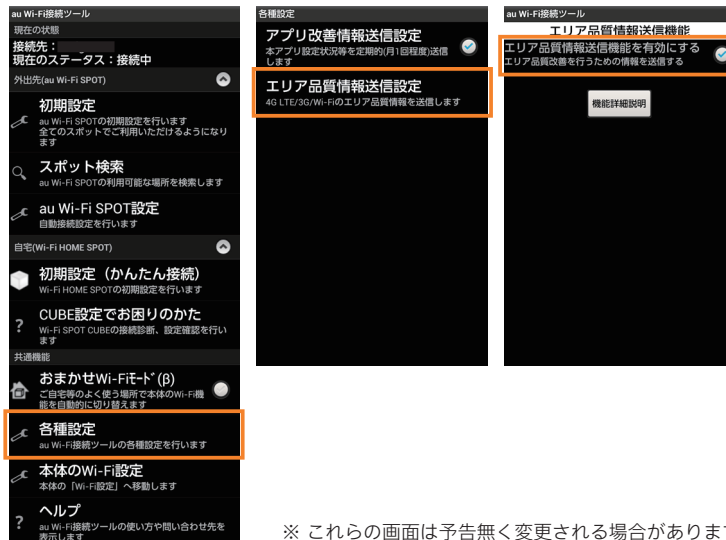 au Wi-Fi接続ツール
現在の状態
接続先：
現在のステータス：接続中
外出先(au Wi-Fi SPOT)
初期設定
au Wi-Fi SPOTの初期設定を行います
全てのスポットでご利用いただけるようになり
ます
スポット検索
au Wi-Fi SPOTの利用可能な場所を検索します
au Wi-Fi SPOT設定
自動接続設定を行います
自宅(Wi-Fi HOME SPOT)
初期設定（かんたん接続）
Wi-Fi HOME SPOTの初期設定を行います
CUBE設定でお困りのかた
Wi-Fi SPOT CUBEの接続診断、設定確認を行い
ます
共通機能
おまかせWi-Fiﾓｰﾄﾞ(β)
ご自宅等のよく使う場所で本体のWi-Fi機
能を自動的に切り替えます
各種設定
au Wi-Fi接続ツールの各種設定を行います
本体のWi-Fi設定
本体の「Wi-Fi設定」へ移動します
ヘルプ
au Wi-Fi接続ツールの使い方や問い合わせ先を
表示します
各種設定
アプリ改善情報送信設定
本アプリ設定状況等を定期的(月1回程度)送信
します
エリア品質情報送信設定
4G LTE/3G/Wi-Fiのエリア品質情報を送信します
au Wi-Fi接続ツール
エリア品質情報送信機能
エリア品質情報送信機能を有効にする
エリア品質改善を行うための情報を送信する
機能詳細説明
※ これらの画面は予告無く変更される場合がありま